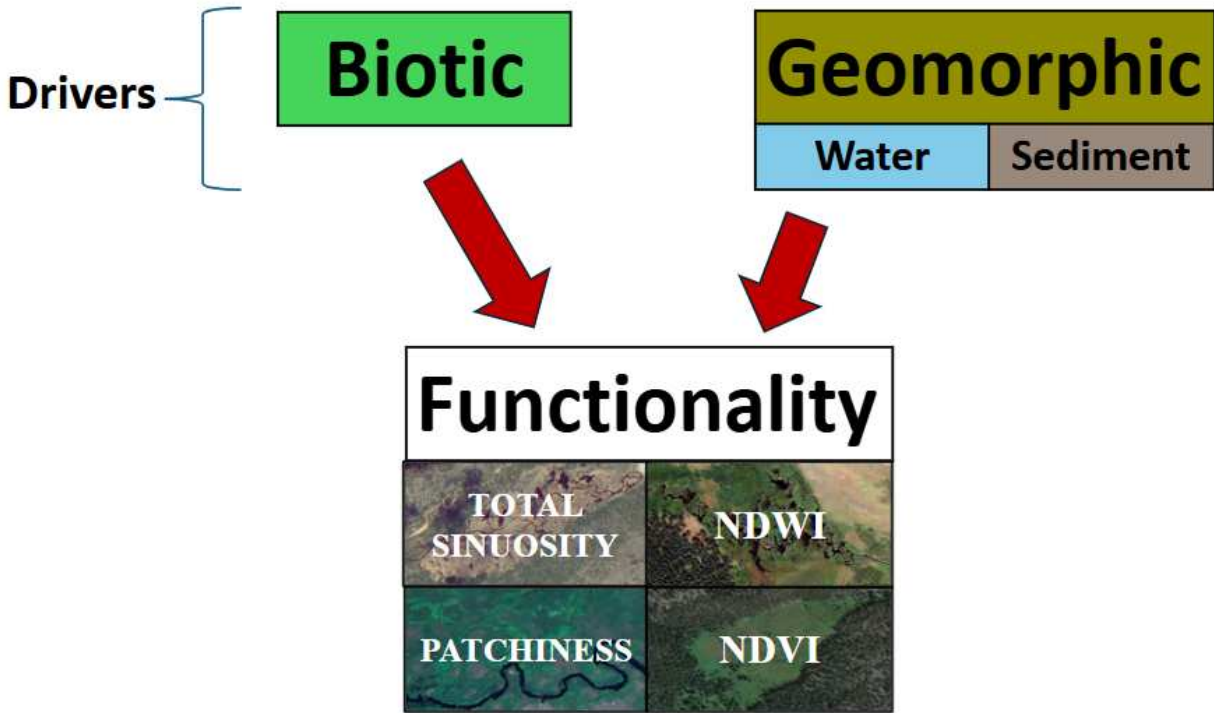 Biotic
Geomorphic
Drivers
Water
Sediment
Functionality
TOTAL
SINUOSITY
NDWI
PATCHINESS
NDVI